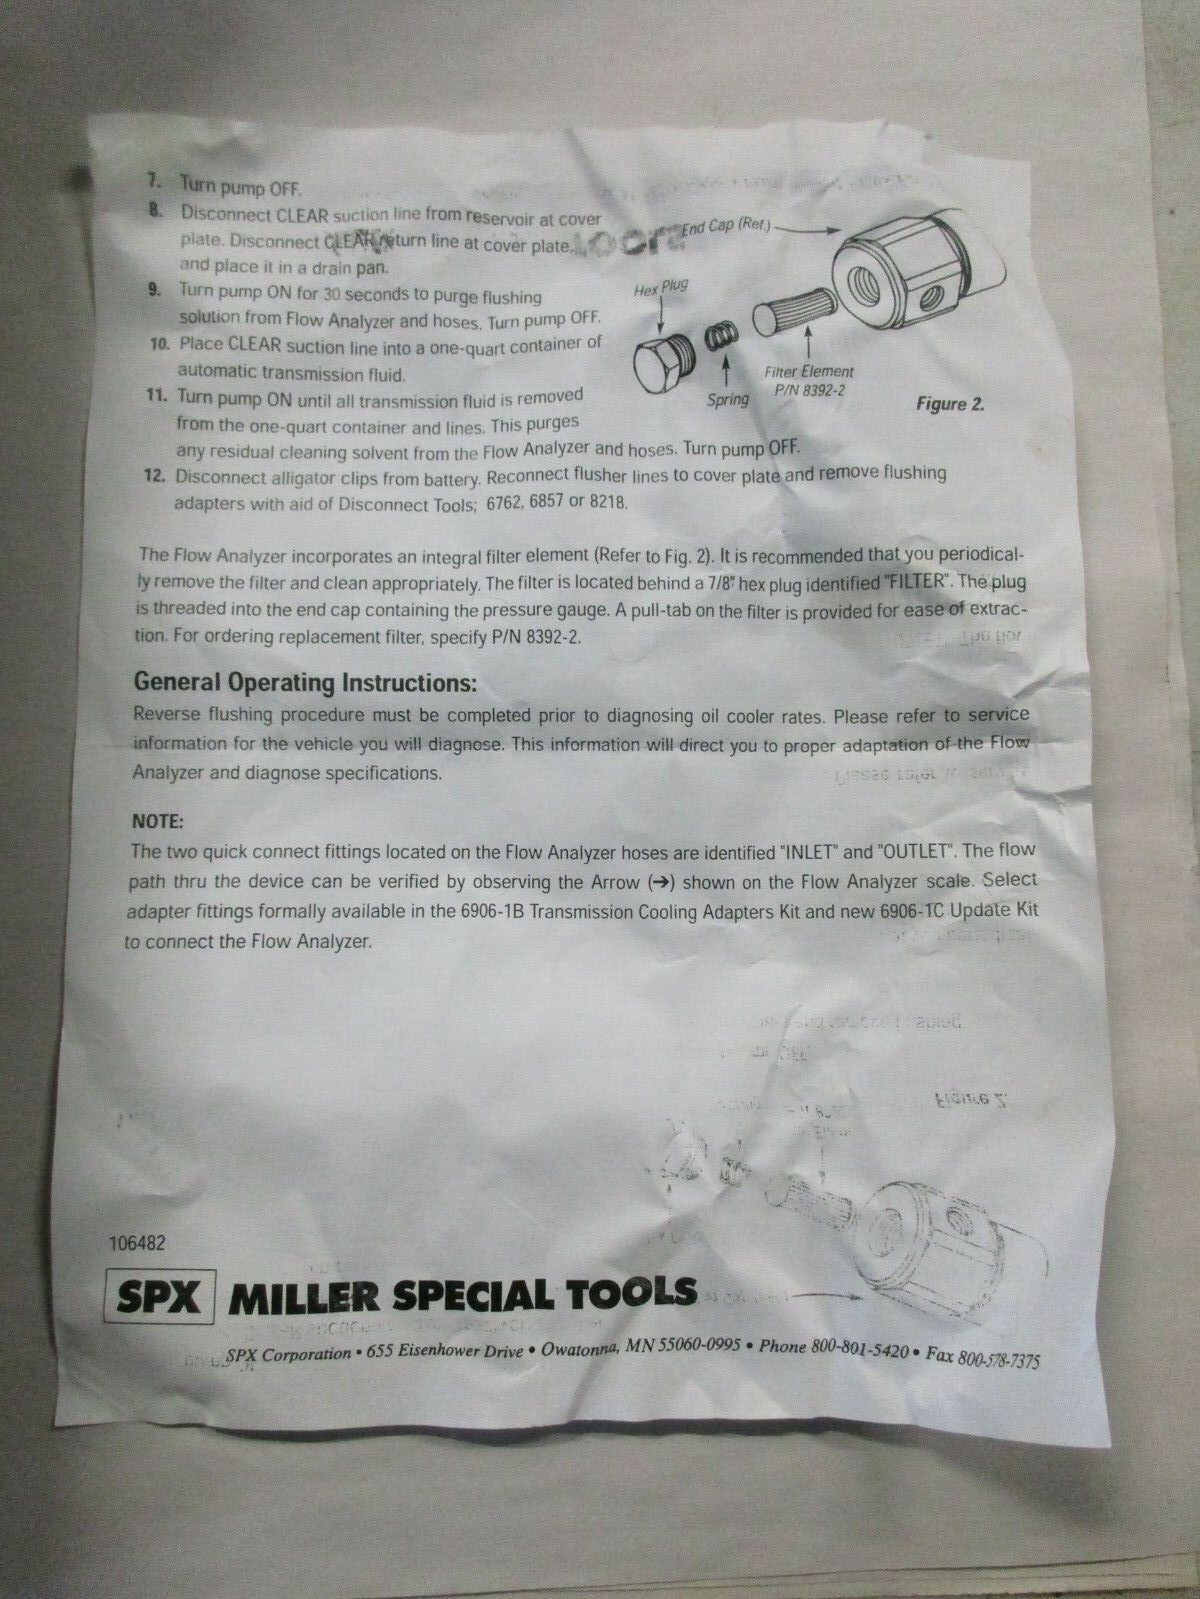 7. Turn pump OFF.
8. Disconnect CLEAR suction line from reservoir at cover
plate. Disconnect CLEAR return line at cover plate
and place it in a drain pan.
9. Turn pump ON for 30 seconds to purge flushing
solution from Flow Analyzer and hoses. Turn pump OFF.
10. Place CLEAR suction line into a one-quart container of
automatic transmission fluid.
11. Turn pump ON until all transmission fluid is removed
from the one-quart container and lines. This purges
any residual cleaning solvent from the Flow Analyzer and hoses. Turn pump OFF.
12. Disconnect alligator clips from battery. Reconnect flusher lines to cover plate and remove flushing
adapters with aid of Disconnect Tools; 6762, 6857 or 8218.
End Cap (Ref.)
Hex Plug
Spring
Filter Element
P/N 8392-2
Figure 2.
The Flow Analyzer incorporates an integral filter element (Refer to Fig. 2). It is recommended that you periodical-
ly remove the filter and clean appropriately. The filter is located behind a 7/8" hex plug identified "FILTER". The plug
is threaded into the end cap containing the pressure gauge. A pull-tab on the filter is provided for ease of extrac-
tion. For ordering replacement filter, specify P/N 8392-2.
General Operating Instructions:
Reverse flushing procedure must be completed prior to diagnosing oil cooler rates. Please refer to service
information for the vehicle you will diagnose. This information will direct you to proper adaptation of the Flow
Analyzer and diagnose specifications.
NOTE:
The two quick connect fittings located on the Flow Analyzer hoses are identified "INLET" and "OUTLET". The flow
path thru the device can be verified by observing the Arrow (➔) shown on the Flow Analyzer scale. Select
adapter fittings formally available in the 6906-1B Transmission Cooling Adapters Kit and new 6906-1C Update Kit
to connect the Flow Analyzer.
Figure 2.
106482
SPX MILLER SPECIAL TOOLS
SPX Corporation • 655 Eisenhower Drive • Owatonna, MN 55060-0995 • Phone 800-801-5420 • Fax 800-578-7375